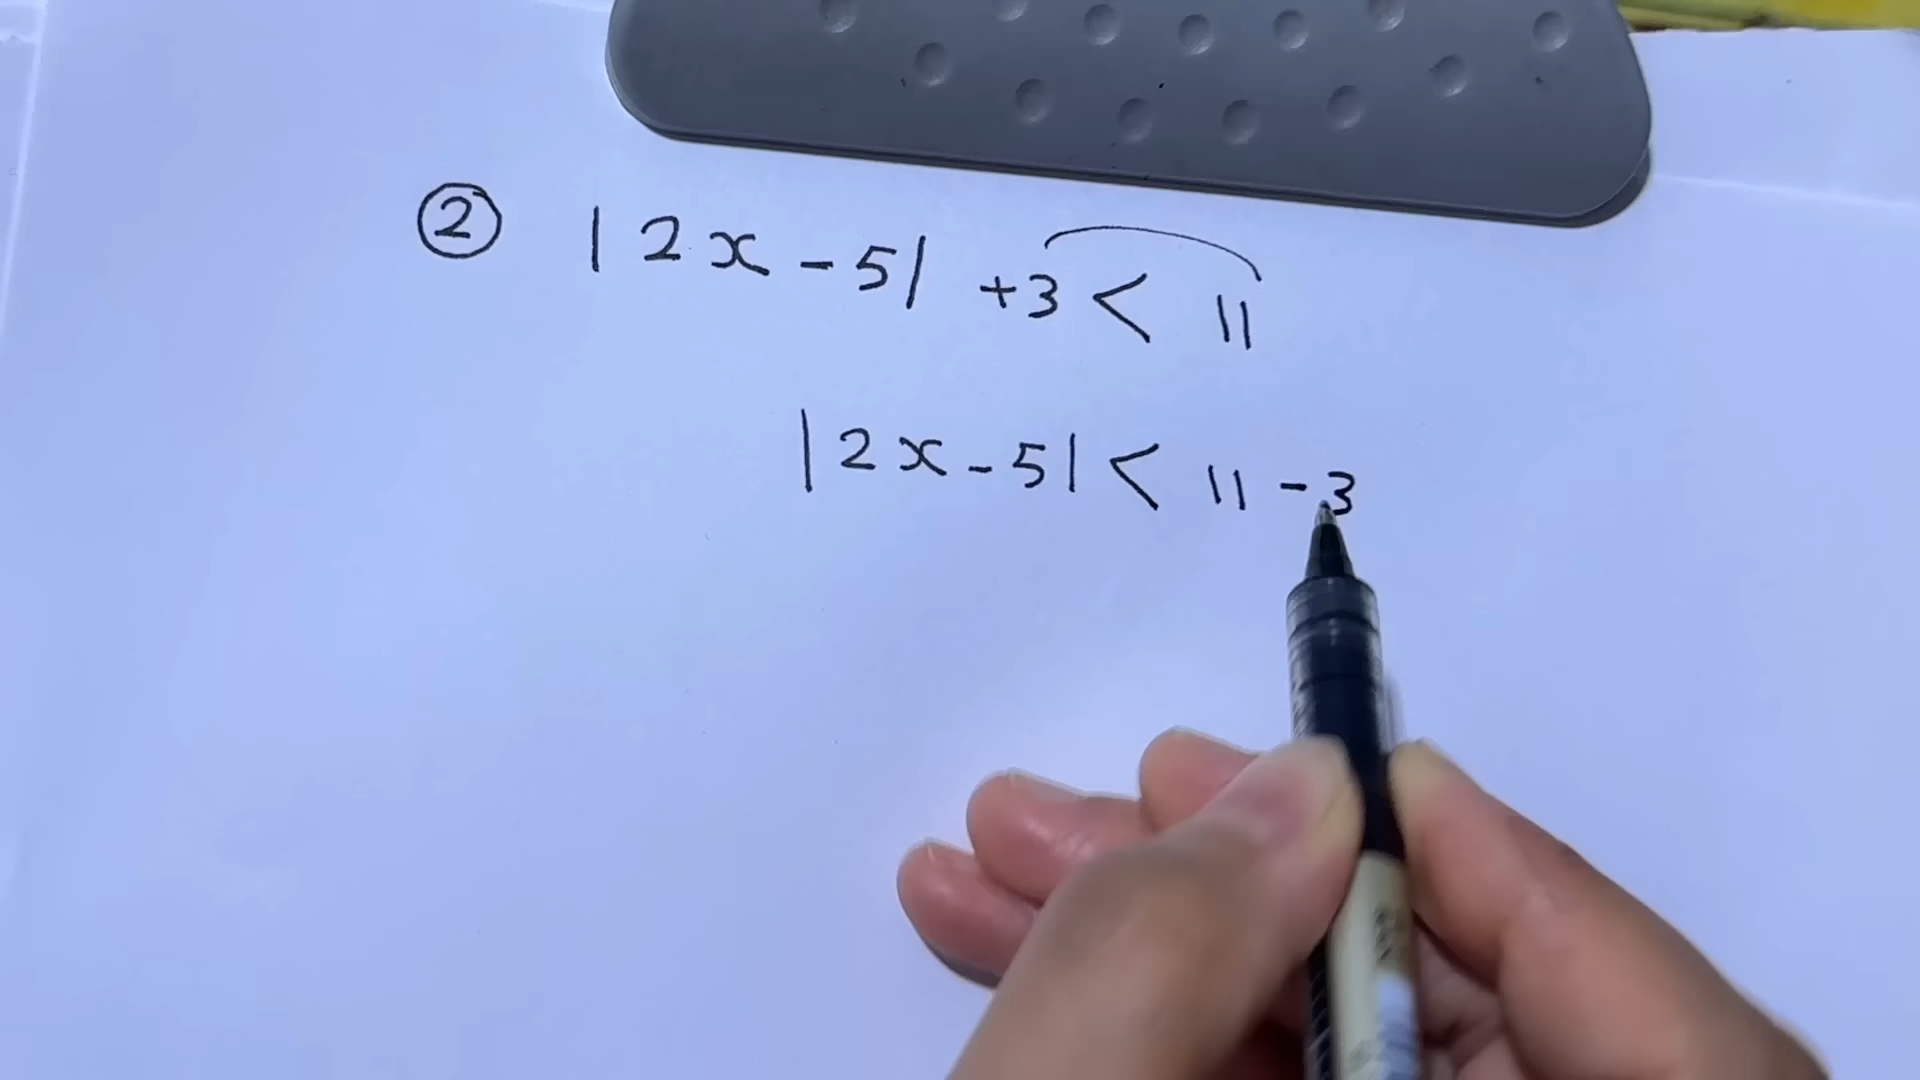 ② |2x-5| +3 < 11
|2x-5| < 11 -3